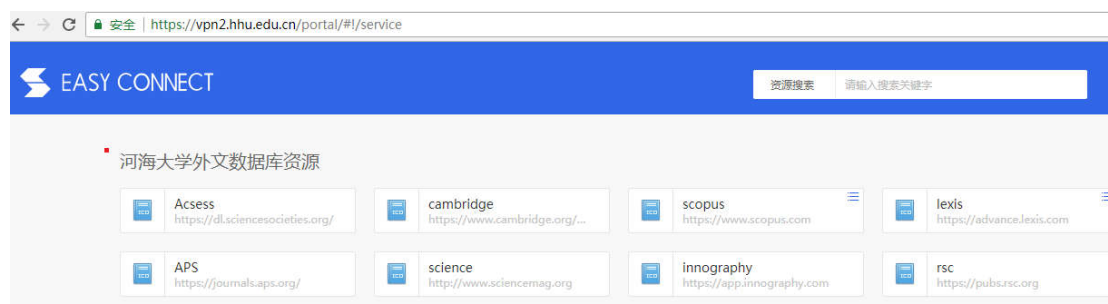 安全 | https://vpn2.hhu.edu.cn/portal/#!/service
EASY CONNECT
资源搜索 请输入搜索关键字
河海大学外文数据库资源
Acsess cambridge scopus lexis
https://dl.sciencesocieties.org/ https://www.cambridge.org/... https://www.scopus.com https://advance.lexis.com
APS science innography rsc
https://journals.aps.org/ http://www.sciencemag.org https://app.innography.com https://pubs.rsc.org